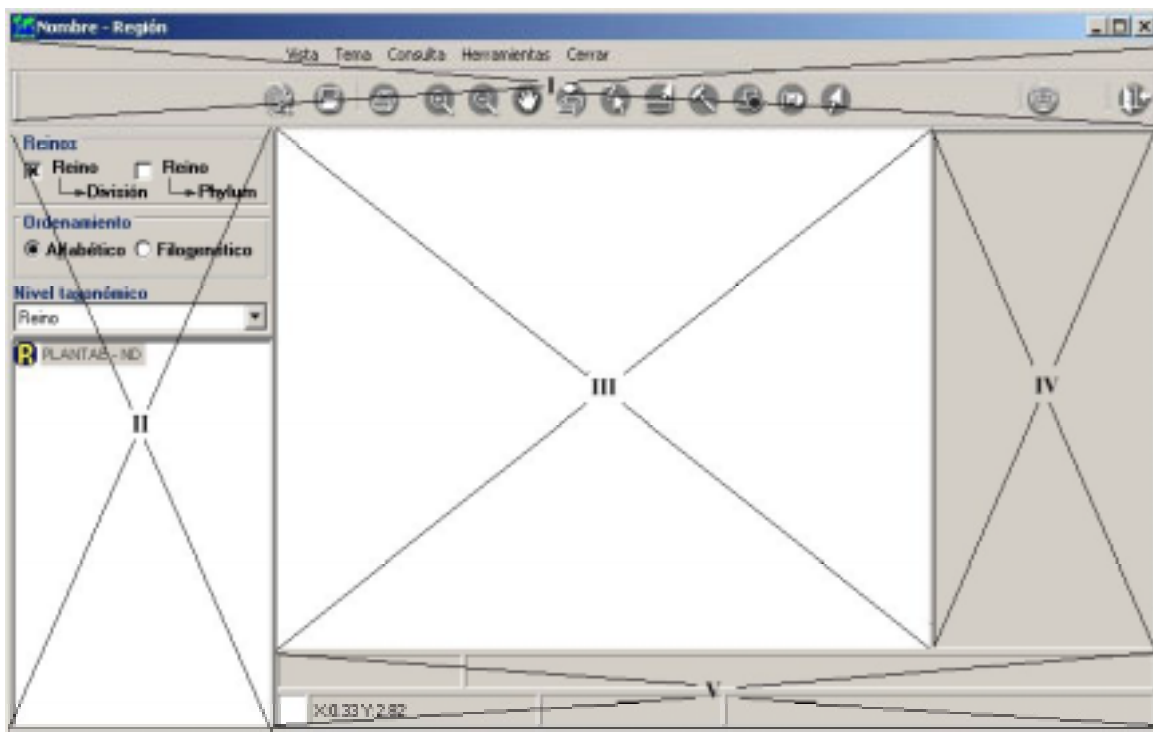 Nombre - Región
Vista Tema Consulta Herramientas Cerrar
I
Reinos
Reino Reino
División Phylum
Ordenamiento
Alfabético Filogenético
Nivel taxonómico
Reino
R PLANTAE - ND
II
III
IV
V
X:0.33 Y:2.82